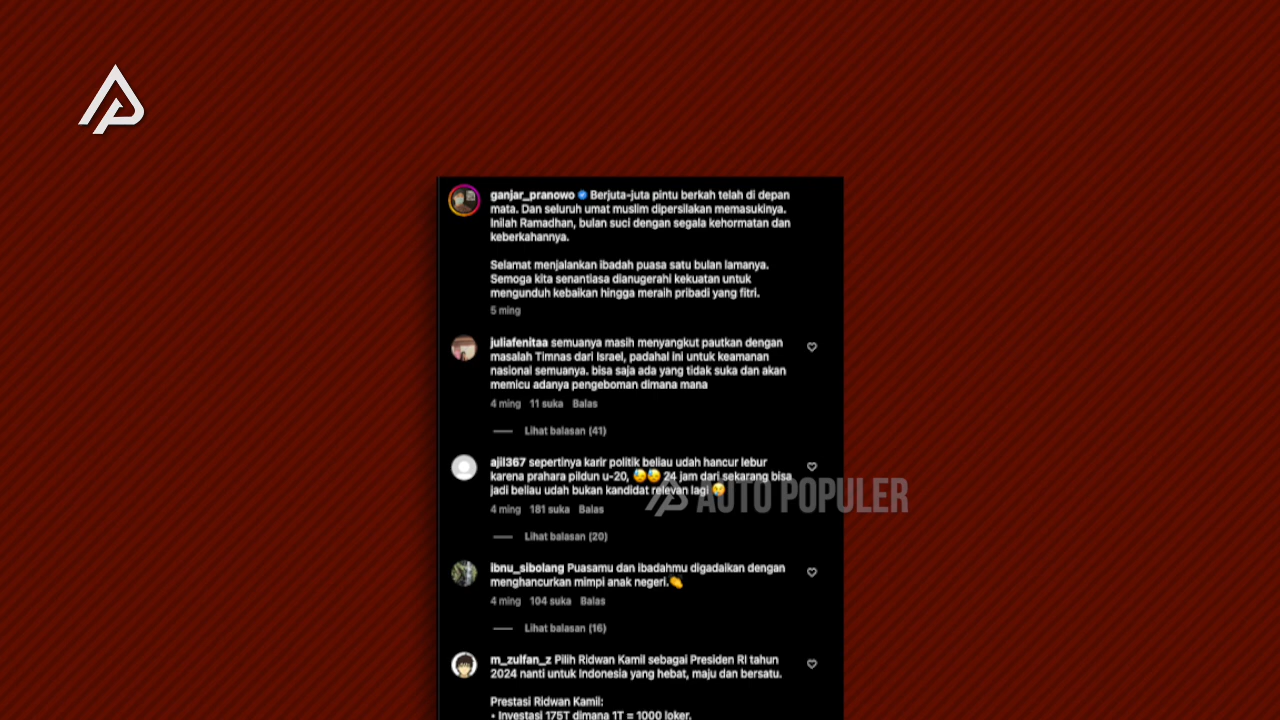 ganjar_pranowo Berjuta-juta pintu berkah telah di depan
mata. Dan seluruh umat muslim dipersilakan memasukinya.
Inilah Ramadhan, bulan suci dengan segala kehormatan dan
keberkahannya.
Selamat menjalankan ibadah puasa satu bulan lamanya.
Semoga kita senantiasa dianugerahi kekuatan untuk
mengunduh kebaikan hingga meraih pribadi yang fitri.
5 ming
juliafenitaa semuanya masih menyangkut pautkan dengan
masalah Timnas dari Israel, padahal ini untuk keamanan
nasional semuanya. bisa saja ada yang tidak suka dan akan
memicu adanya pengeboman dimana mana
4 ming 11 suka Balas
Lihat balasan (41)
ajil367 sepertinya karir politik beliau udah hancur lebur
karena prahara pildun u-20, 😥😥 24 jam dari sekarang bisa
jadi beliau udah bukan kandidat relevan lagi 😢
AUTO POPULER
4 ming 181 suka Balas
Lihat balasan (20)
ibnu_sibolang Puasamu dan ibadahmu digadaikan dengan
menghancurkan mimpi anak negeri.👏
4 ming 104 suka Balas
Lihat balasan (16)
m_zulfan_z Pilih Ridwan Kamil sebagai Presiden RI tahun
2024 nanti untuk Indonesia yang hebat, maju dan bersatu.
Prestasi Ridwan Kamil:
• Investasi 175T dimana 1T = 1000 loker.